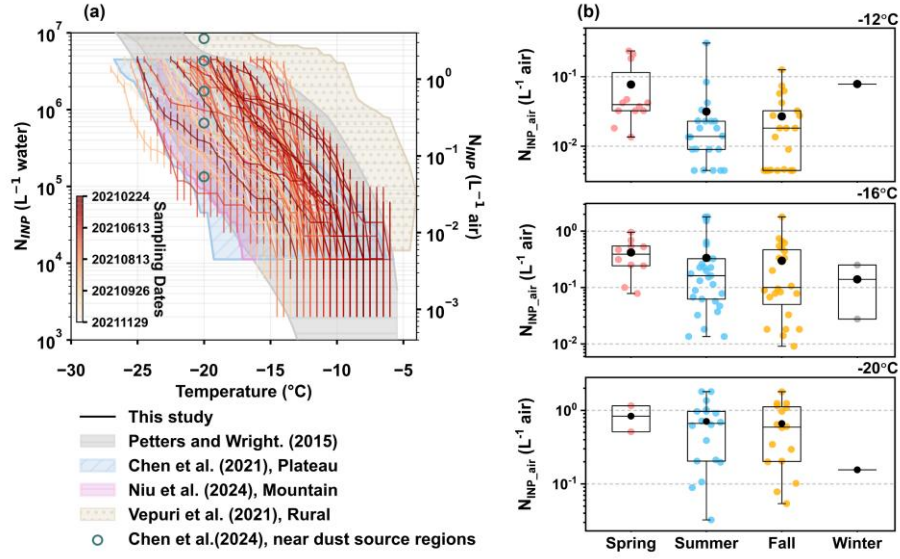 (a)
N_INP (L⁻¹ water)
10⁷
10⁶
10⁵
10⁴
10³
N_INP (L⁻¹ air)
10⁰
10⁻¹
10⁻²
10⁻³
Sampling Dates
20210224
20210613
20210813
20210926
20211129
−30 −25 −20 −15 −10 −5
Temperature (°C)
This study
Petters and Wright. (2015)
Chen et al. (2021), Plateau
Niu et al. (2024), Mountain
Vepuri et al.(2021), Rural
Chen et al.(2024), near dust source regions
(b)
-12°C
N_INP_air (L⁻¹ air)
10⁻¹
10⁻²
-16°C
N_INP_air (L⁻¹ air)
10⁰
10⁻¹
10⁻²
-20°C
N_INP_air (L⁻¹ air)
10⁰
10⁻¹
Spring Summer Fall Winter